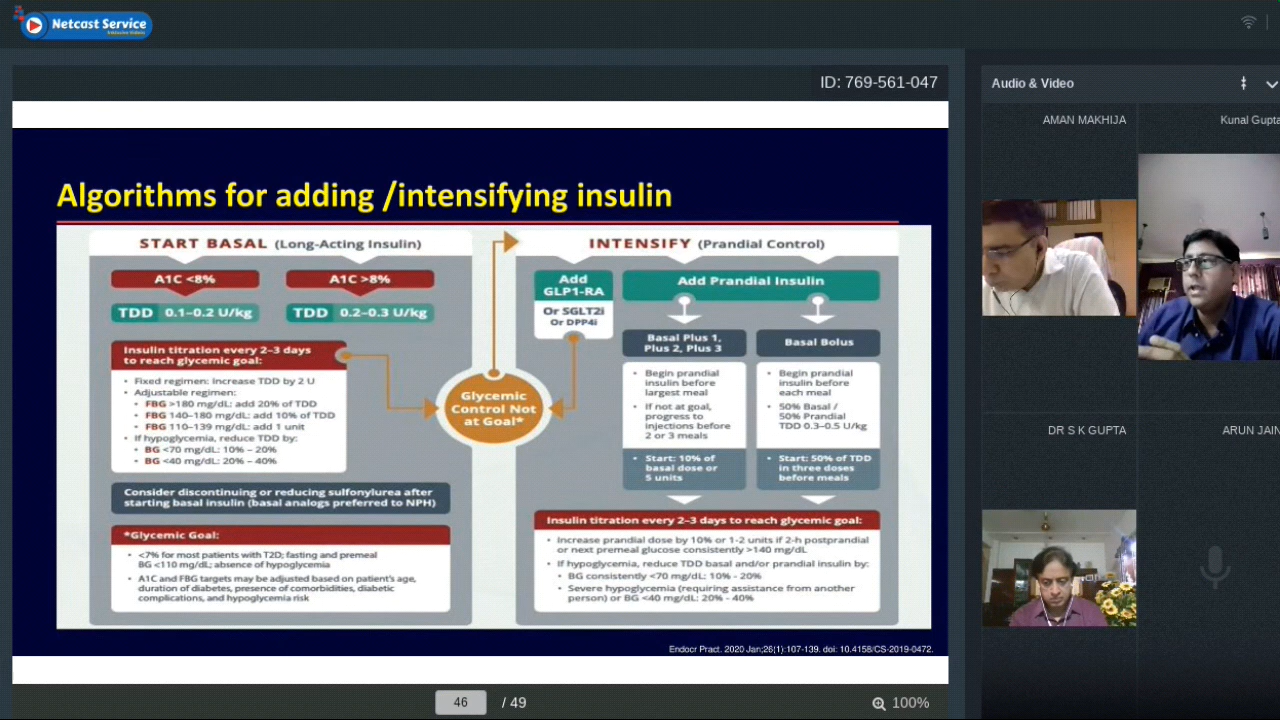 Netcast Service
Exklusive Videos
ID: 769-561-047
Algorithms for adding /intensifying insulin
START BASAL (Long-Acting Insulin)
A1C <8%
A1C >8%
TDD 0.1–0.2 U/kg
TDD 0.2–0.3 U/kg
Insulin titration every 2–3 days
to reach glycemic goal:
• Fixed regimen: Increase TDD by 2 U
• Adjustable regimen:
• FBG >180 mg/dL: add 20% of TDD
• FBG 140–180 mg/dL: add 10% of TDD
• FBG 110–139 mg/dL: add 1 unit
• If hypoglycemia, reduce TDD by:
• BG <70 mg/dL: 10% – 20%
• BG <40 mg/dL: 20% – 40%
Consider discontinuing or reducing sulfonylurea after
starting basal insulin (basal analogs preferred to NPH)
*Glycemic Goal:
• <7% for most patients with T2D; fasting and premeal
BG <110 mg/dL; absence of hypoglycemia
• A1C and FBG targets may be adjusted based on patient's age,
duration of diabetes, presence of comorbidities, diabetic
complications, and hypoglycemia risk
Glycemic
Control Not
at Goal*
INTENSIFY (Prandial Control)
Add
GLP1-RA
Or SGLT2i
Or DPP4i
Add Prandial Insulin
Basal Plus 1,
Plus 2, Plus 3
• Begin prandial
insulin before
largest meal
• If not at goal,
progress to
injections before
2 or 3 meals
• Start: 10% of
basal dose or
5 units
Basal Bolus
• Begin prandial
insulin before
each meal
• 50% Basal /
50% Prandial
TDD 0.3–0.5 U/kg
• Start: 50% of TDD
in three doses
before meals
Insulin titration every 2–3 days to reach glycemic goal:
• Increase prandial dose by 10% or 1-2 units if 2-h postprandial
or next premeal glucose consistently >140 mg/dL
• If hypoglycemia, reduce TDD basal and/or prandial insulin by:
• BG consistently <70 mg/dL: 10% - 20%
• Severe hypoglycemia (requiring assistance from another
person) or BG <40 mg/dL: 20% - 40%
Endocr Pract. 2020 Jan;26(1):107-139. doi: 10.4158/CS-2019-0472.
46 / 49
100%
Audio & Video
AMAN MAKHIJA
Kunal Gupta
DR S K GUPTA
ARUN JAIN